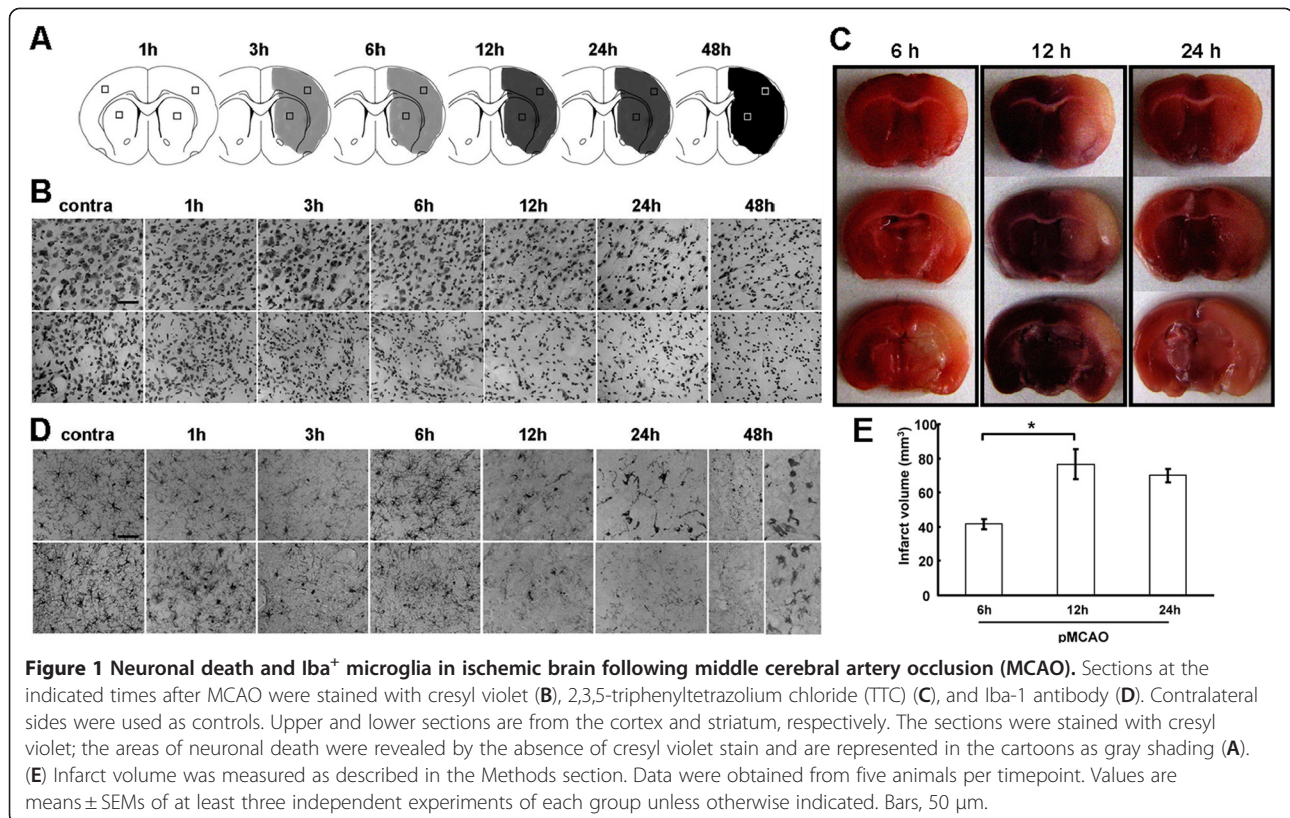 A
1h 3h 6h 12h 24h 48h
B
contra 1h 3h 6h 12h 24h 48h
D
contra 1h 3h 6h 12h 24h 48h
C
6 h 12 h 24 h
E
Infarct volume (mm³)
100
80
60
40
20
0
*
6h 12h 24h
pMCAO
Figure 1 Neuronal death and Iba⁺ microglia in ischemic brain following middle cerebral artery occlusion (MCAO). Sections at the
indicated times after MCAO were stained with cresyl violet (B), 2,3,5-triphenyltetrazolium chloride (TTC) (C), and Iba-1 antibody (D). Contralateral
sides were used as controls. Upper and lower sections are from the cortex and striatum, respectively. The sections were stained with cresyl
violet; the areas of neuronal death were revealed by the absence of cresyl violet stain and are represented in the cartoons as gray shading (A).
(E) Infarct volume was measured as described in the Methods section. Data were obtained from five animals per timepoint. Values are
means ± SEMs of at least three independent experiments of each group unless otherwise indicated. Bars, 50 μm.